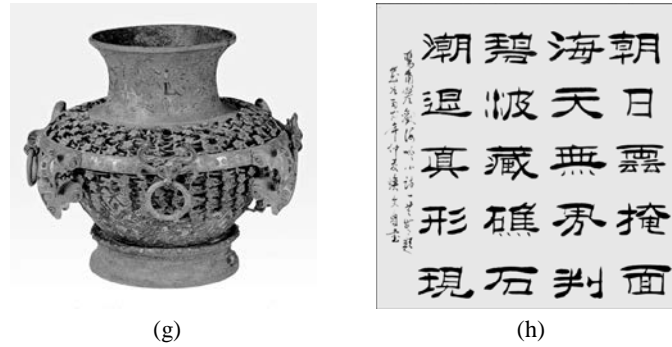 朝日雲掩面
海天無界判
碧波藏礁石
潮退真形現
(g)
(h)